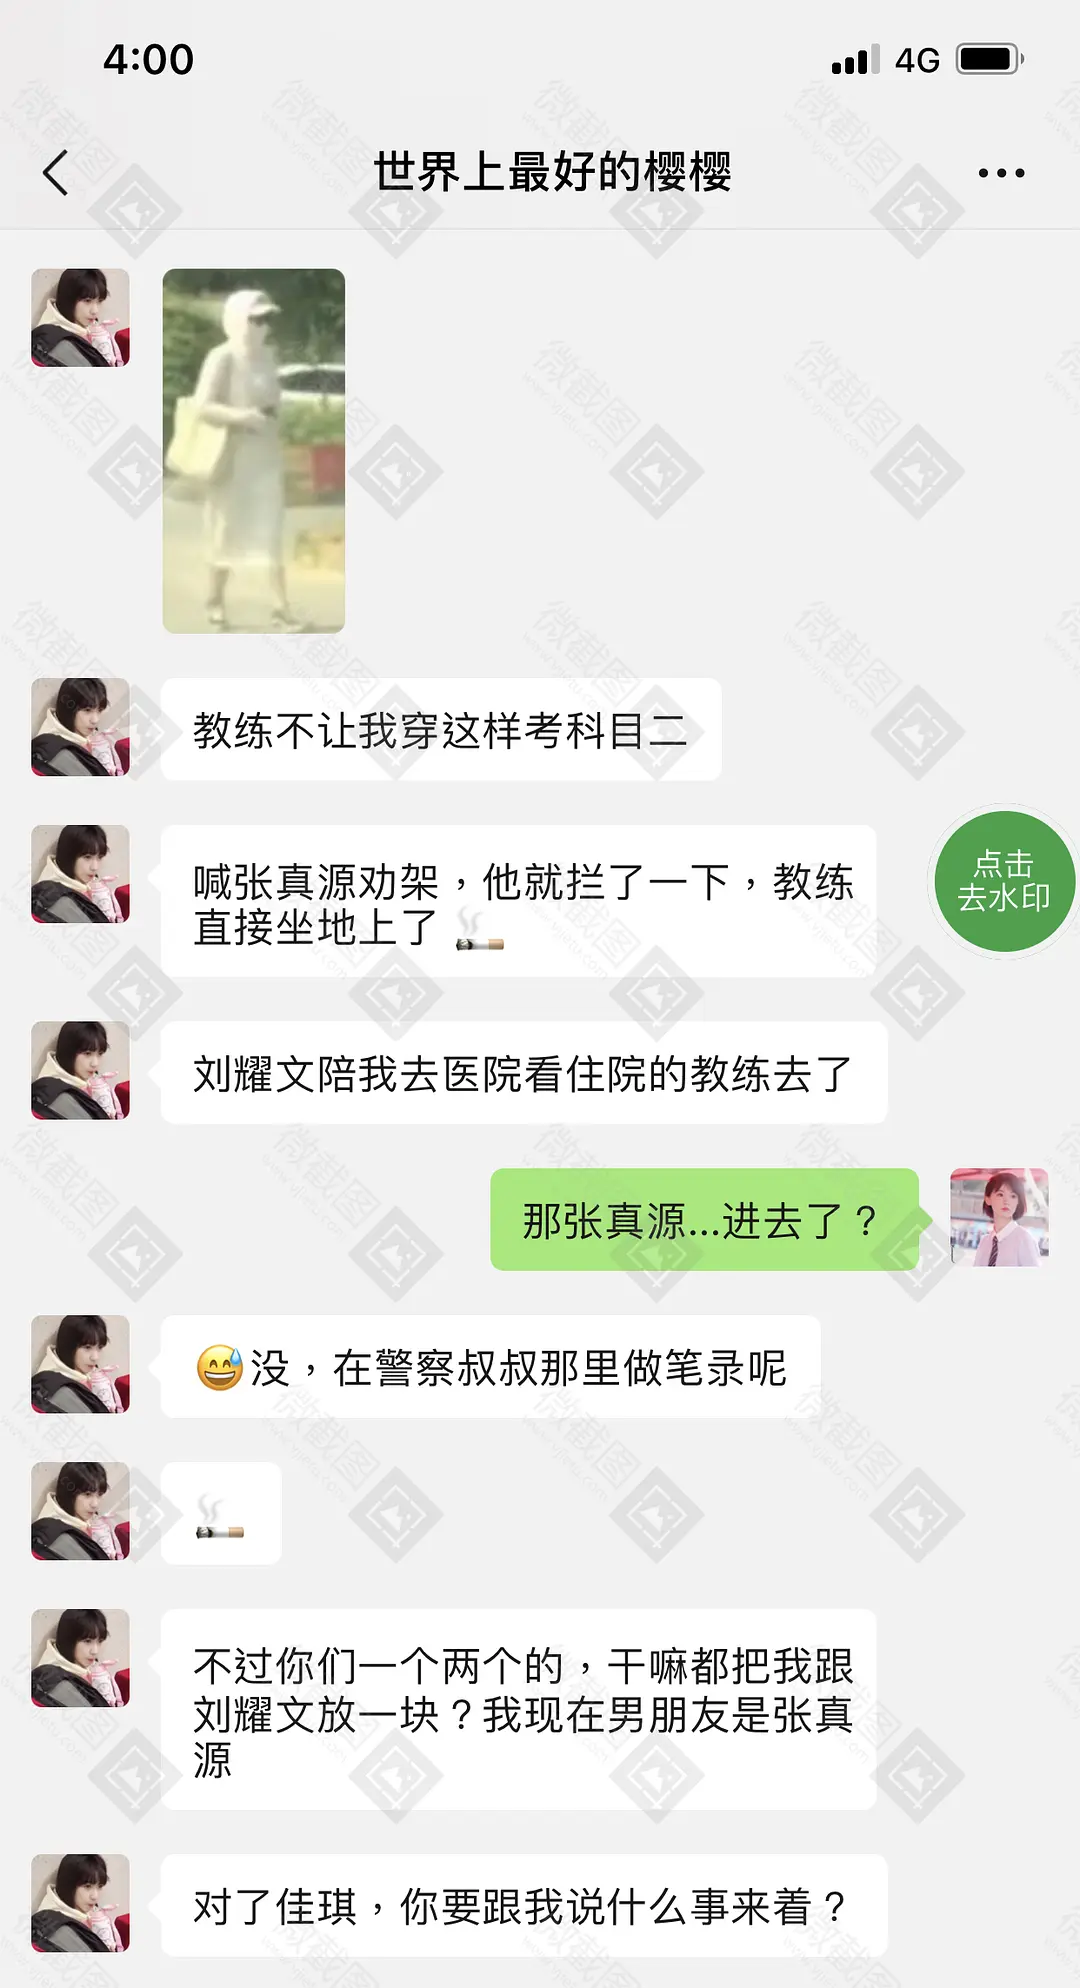 4:00
4G
世界上最好的樱樱
教练不让我穿这样考科目二
喊张真源劝架，他就拦了一下，教练
直接坐地上了 🚬
点击
去水印
刘耀文陪我去医院看住院的教练去了
那张真源...进去了？
😅没，在警察叔叔那里做笔录呢
🚬
不过你们一个两个的，干嘛都把我跟
刘耀文放一块？我现在男朋友是张真
源
对了佳琪，你要跟我说什么事来着？
微截图